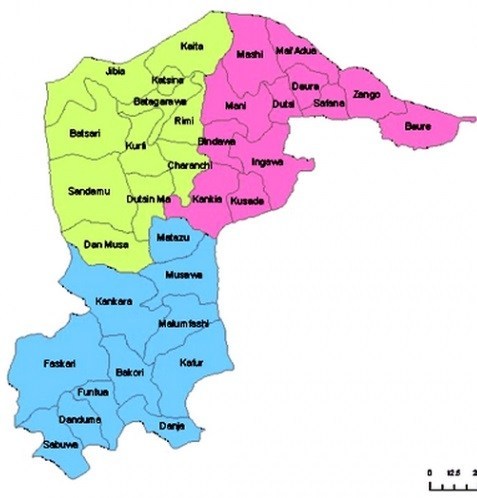 Kaita
Mashi
Mai'Adua
Jibia
Katsina
Daura
Zango
Batagarawa
Mani
Dutsi
Safana
Rimi
Baure
Batsari
Bindawa
Kurfi
Charanchi
Ingawa
Sandamu
Dutsin Ma
Kankia
Kusada
Matazu
Dan Musa
Musawa
Kankara
Malumfashi
Faskari
Kafur
Bakori
Funtua
Danduma
Danja
Sabuwa
0 12.5